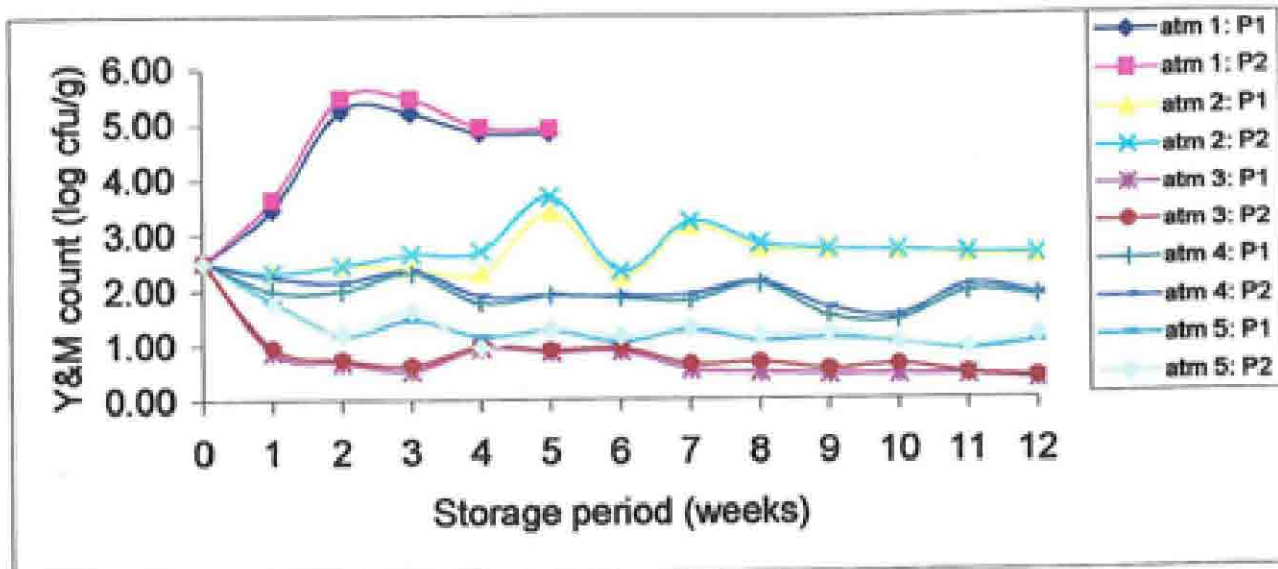 Y&M count (log cfu/g)
6.00
5.00
4.00
3.00
2.00
1.00
0.00
0 1 2 3 4 5 6 7 8 9 10 11 12
Storage period (weeks)
atm 1: P1
atm 1: P2
atm 2: P1
atm 2: P2
atm 3: P1
atm 3: P2
atm 4: P1
atm 4: P2
atm 5: P1
atm 5: P2